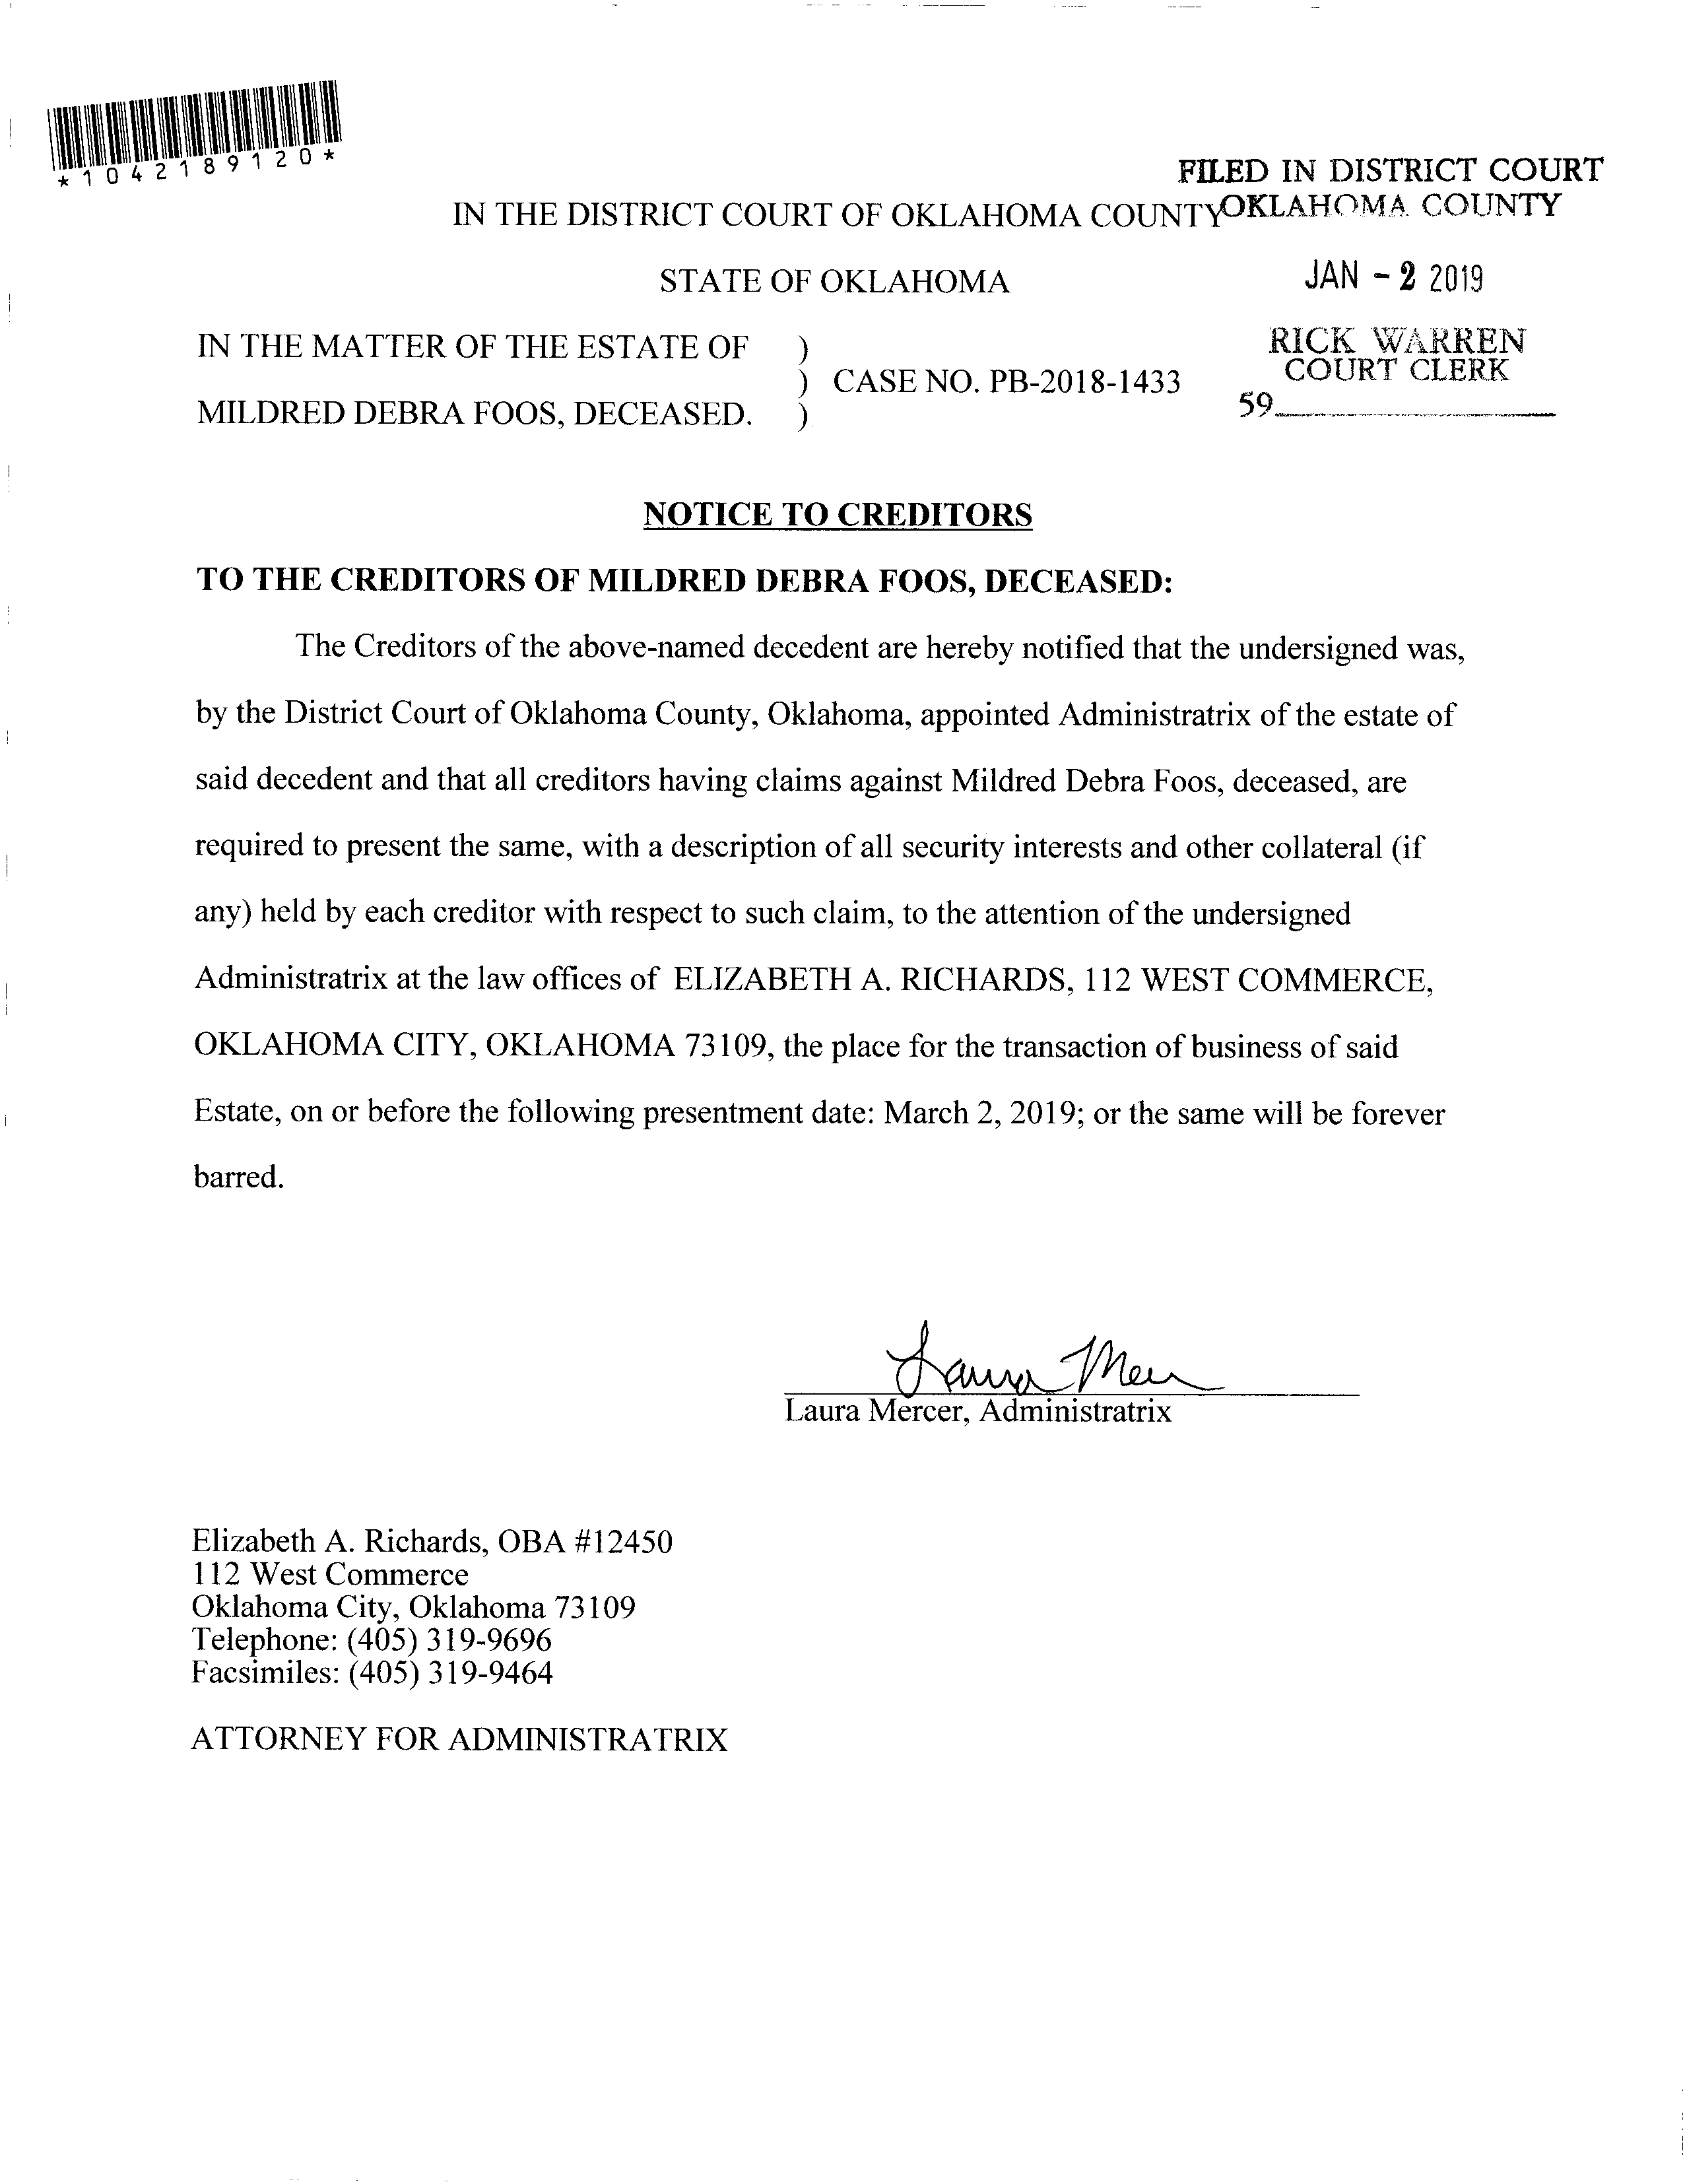 *1042189120*
FILED IN DISTRICT COURT
OKLAHOMA COUNTY
IN THE DISTRICT COURT OF OKLAHOMA COUNTY
STATE OF OKLAHOMA
JAN - 2 2019
RICK WARREN
COURT CLERK
59
IN THE MATTER OF THE ESTATE OF )
) CASE NO. PB-2018-1433
MILDRED DEBRA FOOS, DECEASED. )
NOTICE TO CREDITORS
TO THE CREDITORS OF MILDRED DEBRA FOOS, DECEASED:
The Creditors of the above-named decedent are hereby notified that the undersigned was,
by the District Court of Oklahoma County, Oklahoma, appointed Administratrix of the estate of
said decedent and that all creditors having claims against Mildred Debra Foos, deceased, are
required to present the same, with a description of all security interests and other collateral (if
any) held by each creditor with respect to such claim, to the attention of the undersigned
Administratrix at the law offices of ELIZABETH A. RICHARDS, 112 WEST COMMERCE,
OKLAHOMA CITY, OKLAHOMA 73109, the place for the transaction of business of said
Estate, on or before the following presentment date: March 2, 2019; or the same will be forever
barred.
Laura Mer
Laura Mercer, Administratrix
Elizabeth A. Richards, OBA #12450
112 West Commerce
Oklahoma City, Oklahoma 73109
Telephone: (405) 319-9696
Facsimiles: (405) 319-9464
ATTORNEY FOR ADMINISTRATRIX